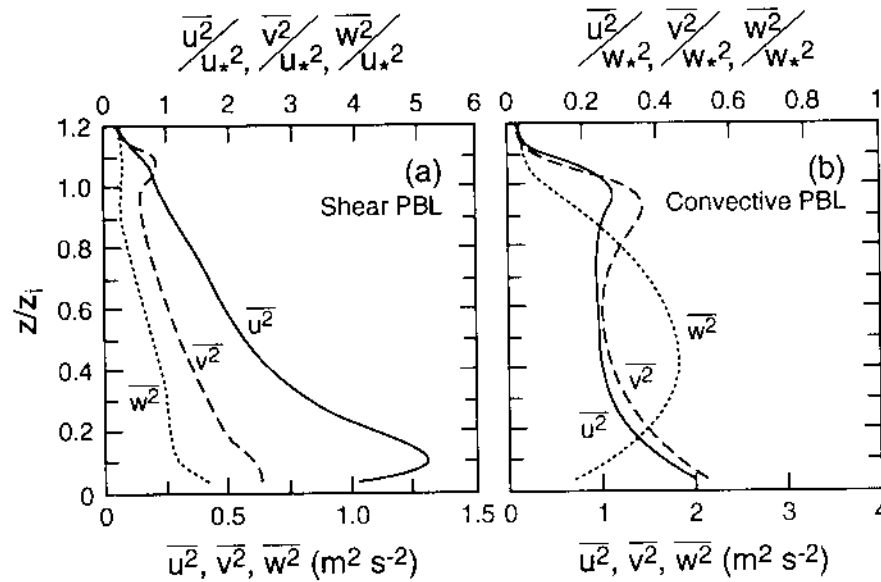 u²/u*², v²/u*², w²/u*² u²/w*², v²/w*², w²/w*²
0 1 2 3 4 5 6 0 0.2 0.4 0.6 0.8 1
1.2
(a) (b)
1.0
Shear PBL Convective PBL
0.8
z/zᵢ
0.6
u² w²
v² v²
0.4
w² u²
0.2
0
0 25 0.5 1.0 1.5 0 1 2 3 4
u², v², w² (m² s⁻²) u², v², w² (m² s⁻²)